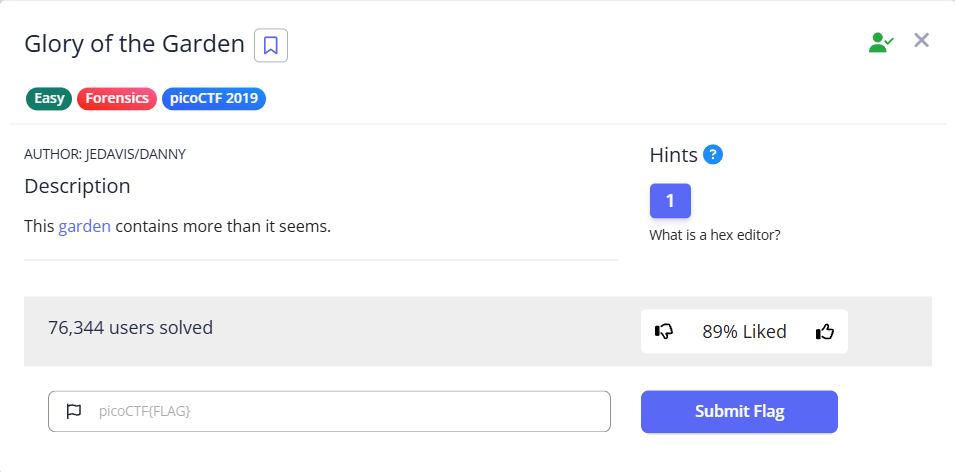 Glory of the Garden
Easy Forensics picoCTF 2019
AUTHOR: JEDAVIS/DANNY
Description
This garden contains more than it seems.
Hints ?
1
What is a hex editor?
76,344 users solved
89% Liked
picoCTF{FLAG}
Submit Flag